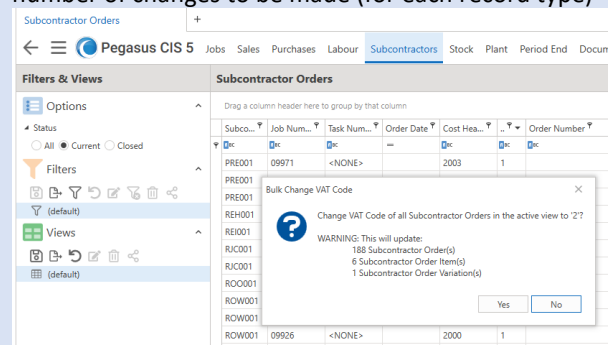 number of changes to be made (for each record type)
Subcontractor Orders +
Pegasus CIS 5 Jobs Sales Purchases Labour Subcontractors Stock Plant Period End Docum
Filters & Views
Subcontractor Orders
Options
Drag a column header here to group by that column
Status
Subco... Job Num... Task Num... Order Date Cost Hea... .. Order Number
All Current Closed
Filters
PRE001 09971 <NONE> 2003 1
PRE001
PRE001
(default)
REH001
Views
REI001
RJC001
RJC001
(default)
ROO001
ROW001
ROW001
ROW001 09926 <NONE> 2000 1
Bulk Change VAT Code
Change VAT Code of all Subcontractor Orders in the active view to '2'?
WARNING: This will update:
188 Subcontractor Order(s)
6 Subcontractor Order Item(s)
1 Subcontractor Order Variation(s)
Yes No